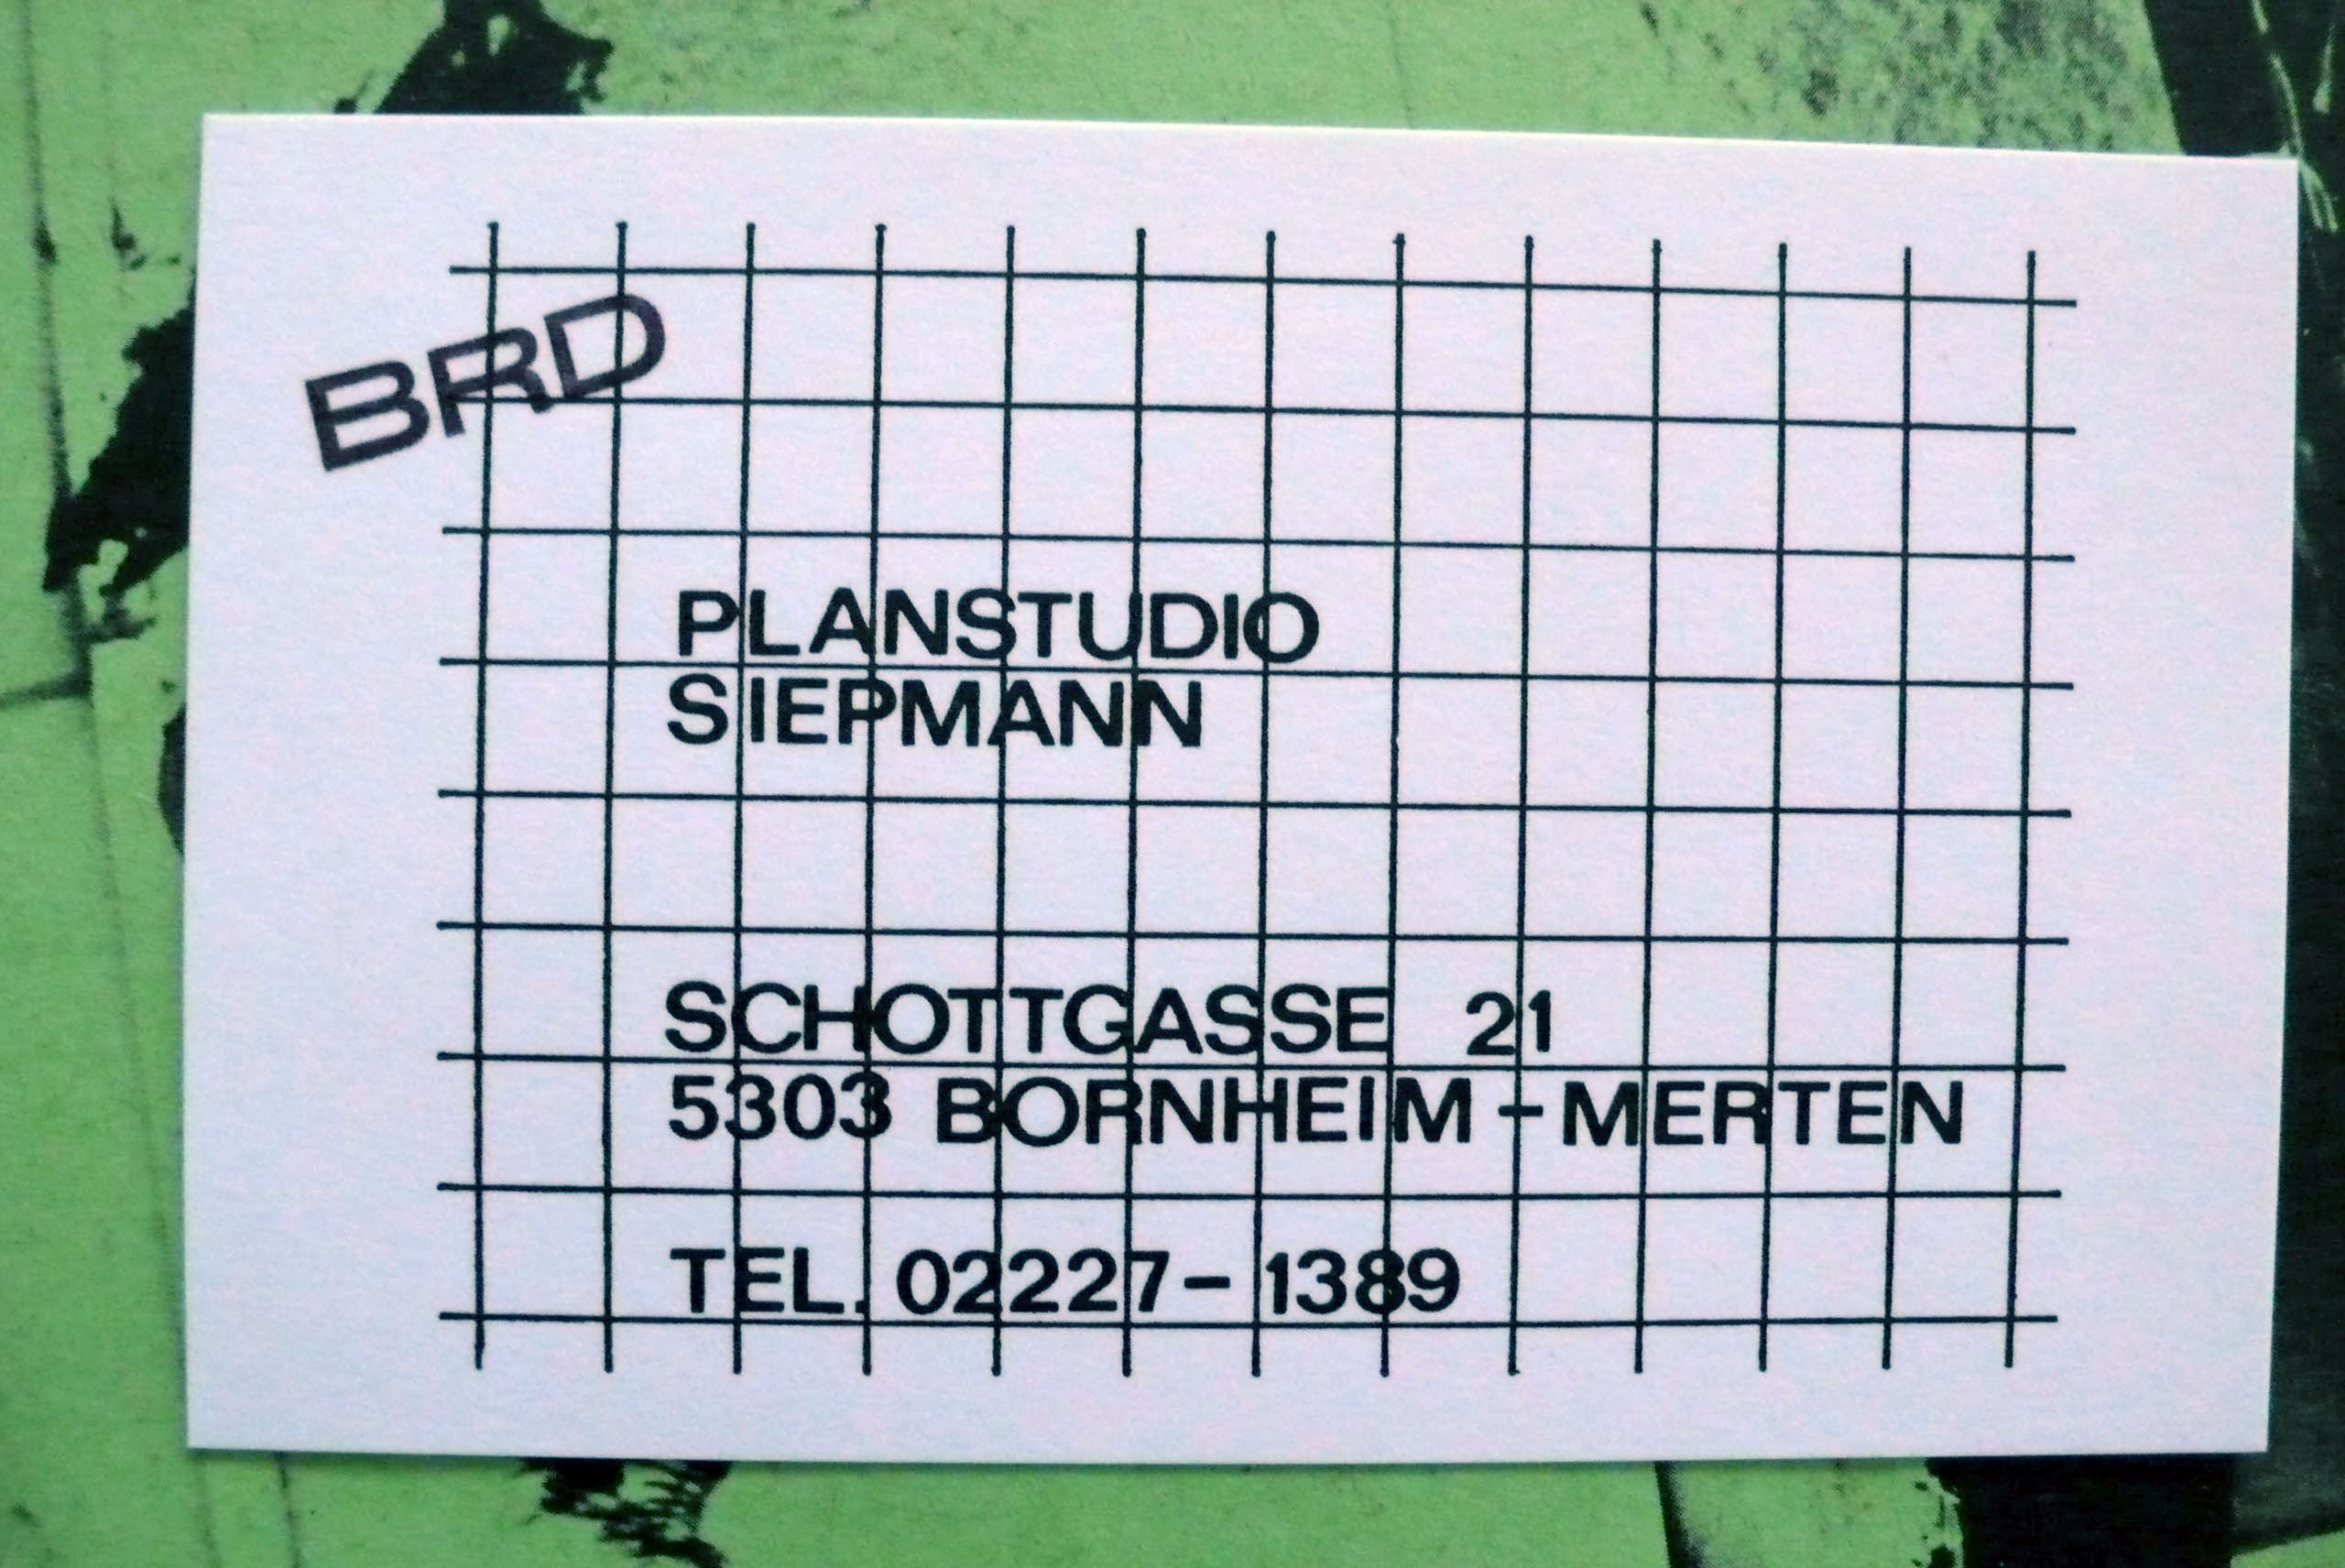 BRD
PLANSTUDIO
SIEPMANN
SCHOTTGASSE 21
5303 BORNHEIM - MERTEN
TEL. 02227 - 1389